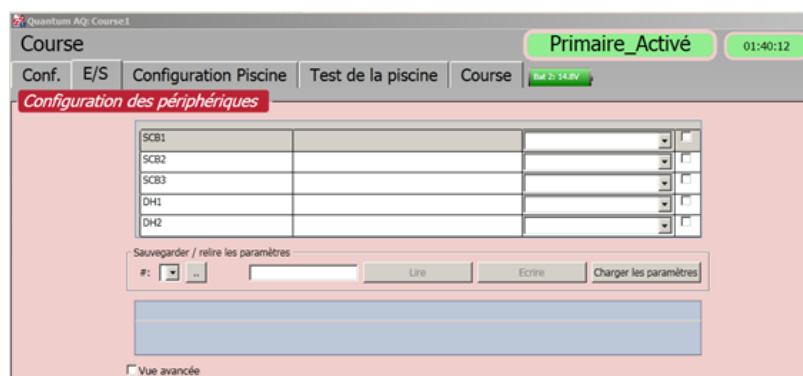 Quantum AQ: Course1
Course
Primaire_Activé
01:40:12
Conf. E/S Configuration Piscine Test de la piscine Course Bat 2: 14.8V
Configuration des périphériques
SCB1
SCB2
SCB3
DH1
DH2
Sauvegarder / relire les paramètres
#: .. Lire Ecrire Charger les paramètres
Vue avancée